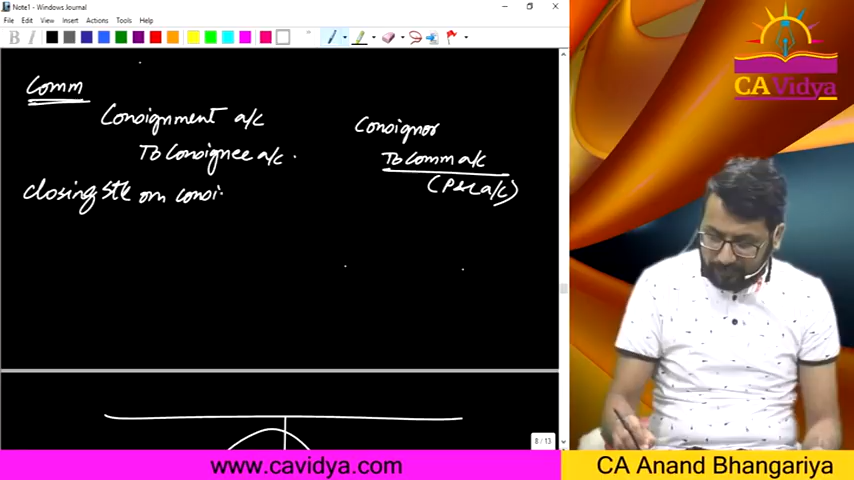 Note1 - Windows Journal
File Edit View Insert Actions Tools Help
B I
Comm
Consignment a/c
To Consignee a/c.
Closing Stk on consi
Consignor
To Comm a/c
(P&L a/c)
8 / 13
CA Vidya
www.cavidya.com
CA Anand Bhangariya